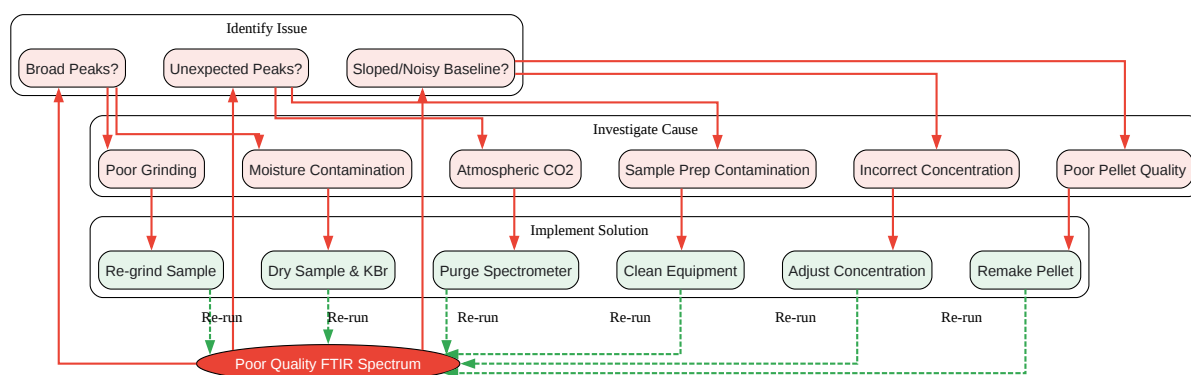 Identify Issue
Broad Peaks?
Unexpected Peaks?
Sloped/Noisy Baseline?
Investigate Cause
Poor Grinding
Moisture Contamination
Atmospheric CO2
Sample Prep Contamination
Incorrect Concentration
Poor Pellet Quality
Implement Solution
Re-grind Sample
Dry Sample & KBr
Purge Spectrometer
Clean Equipment
Adjust Concentration
Remake Pellet
Re-run
Re-run
Re-run
Re-run
Re-run
Re-run
Poor Quality FTIR Spectrum